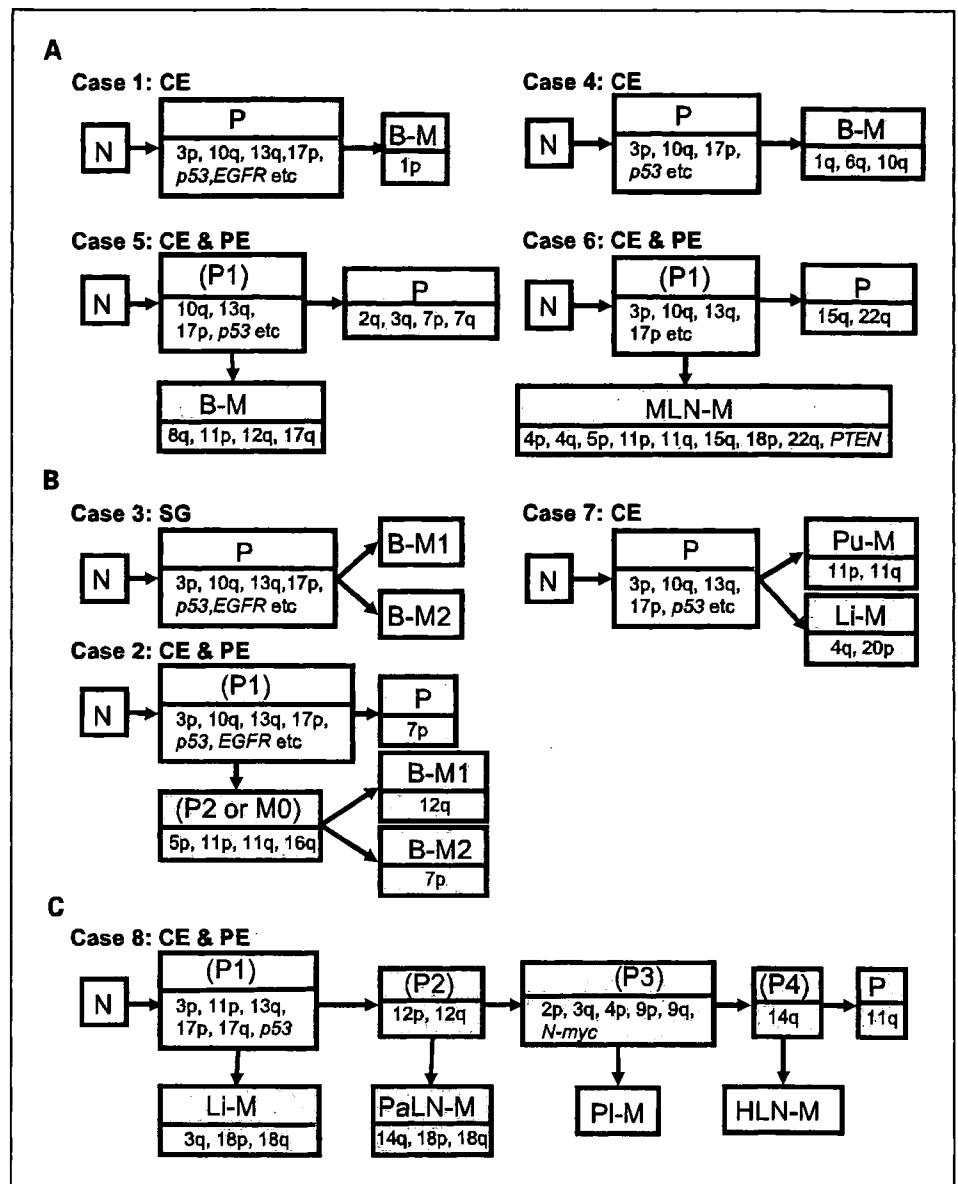 A
Case 1: CE
N
P
3p, 10q, 13q,17p,
p53,EGFR etc
B-M
1p
Case 4: CE
N
P
3p, 10q, 17p,
p53 etc
B-M
1q, 6q, 10q
Case 5: CE & PE
N
(P1)
10q, 13q,
17p, p53 etc
P
2q, 3q, 7p, 7q
B-M
8q, 11p, 12q, 17q
Case 6: CE & PE
N
(P1)
3p, 10q, 13q,
17p etc
P
15q, 22q
MLN-M
4p, 4q, 5p, 11p, 11q, 15q, 18p, 22q, PTEN
B
Case 3: SG
N
P
3p, 10q, 13q,17p,
p53,EGFR etc
B-M1
B-M2
Case 7: CE
N
P
3p, 10q, 13q,
17p, p53 etc
Pu-M
11p, 11q
Li-M
4q, 20p
Case 2: CE & PE
N
(P1)
3p, 10q, 13q, 17p,
p53, EGFR etc
P
7p
(P2 or M0)
5p, 11p, 11q, 16q
B-M1
12q
B-M2
7p
C
Case 8: CE & PE
N
(P1)
3p, 11p, 13q,
17p, 17q, p53
(P2)
12p, 12q
(P3)
2p, 3q, 4p, 9p, 9q,
N-myc
(P4)
14q
P
11q
Li-M
3q, 18p, 18q
PaLN-M
14q, 18p, 18q
Pl-M
HLN-M